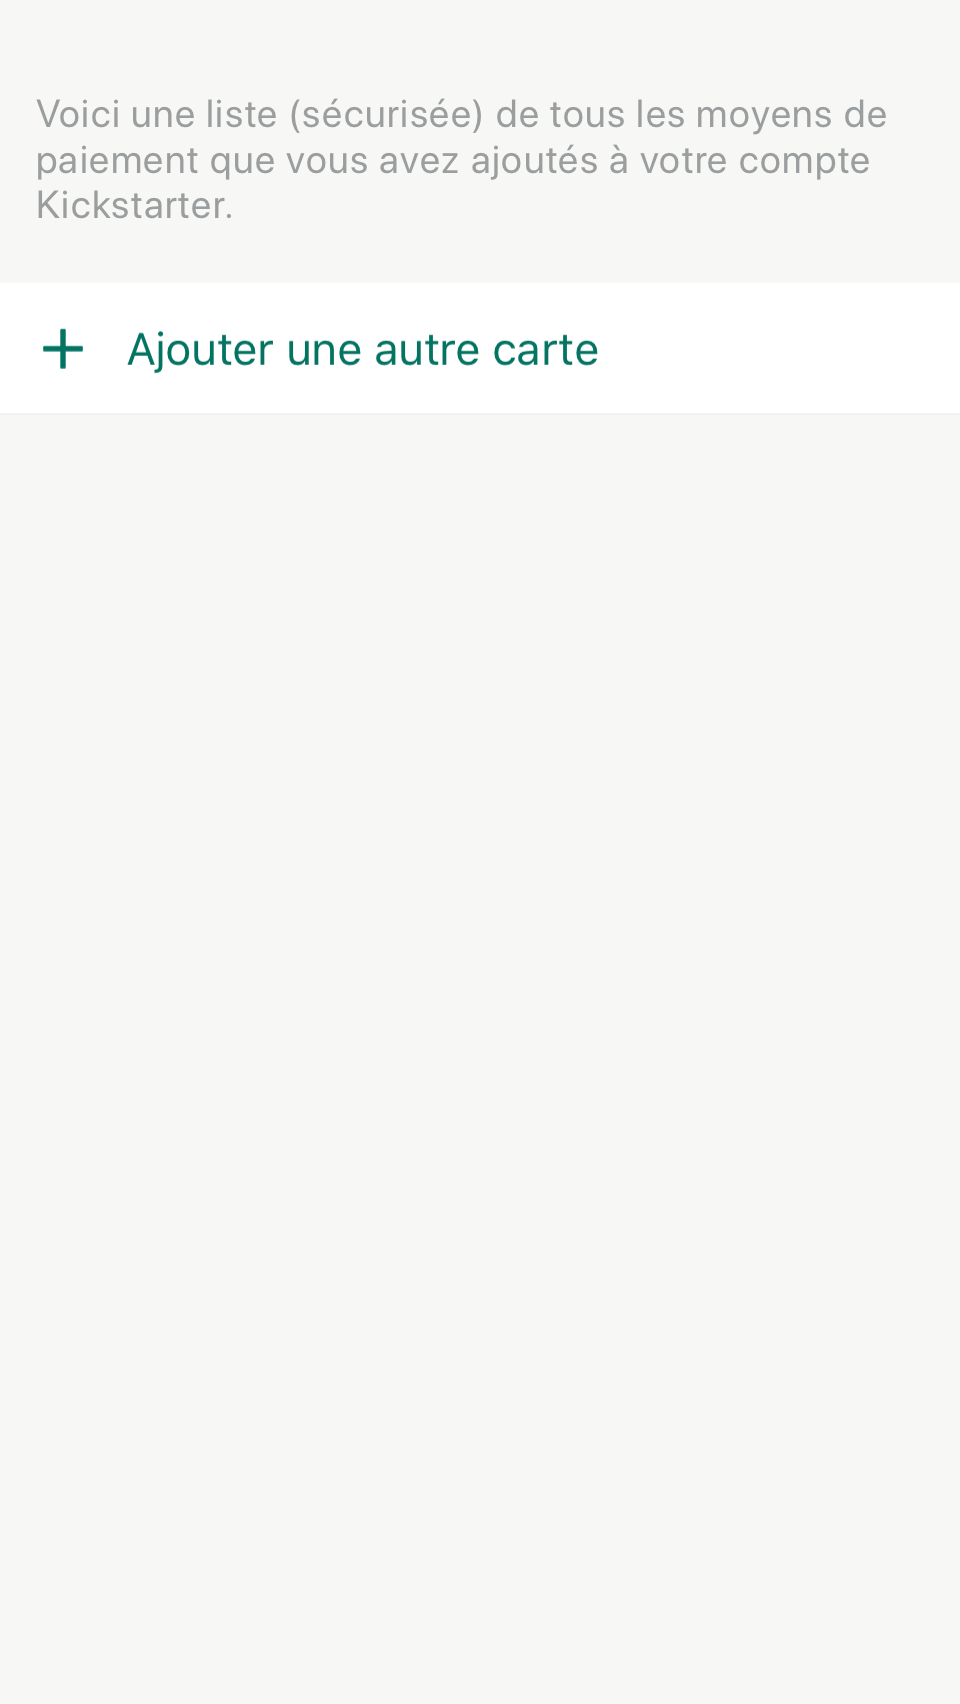 Voici une liste (sécurisée) de tous les moyens de
paiement que vous avez ajoutés à votre compte
Kickstarter.
Ajouter une autre carte